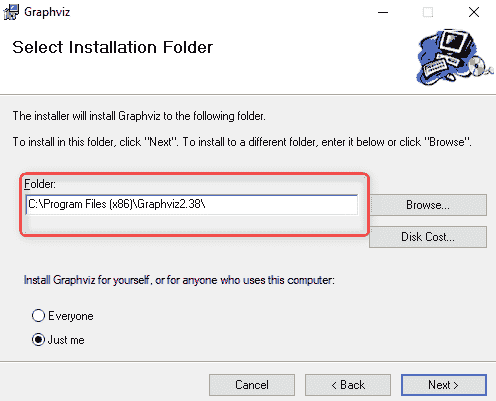 Graphviz
Select Installation Folder
The installer will install Graphviz to the following folder.
To install in this folder, click "Next". To install to a different folder, enter it below or click "Browse".
Folder:
C:\Program Files (x86)\Graphviz2.38\
Browse...
Disk Cost...
Install Graphviz for yourself, or for anyone who uses this computer:
Everyone
Just me
Cancel
< Back
Next >